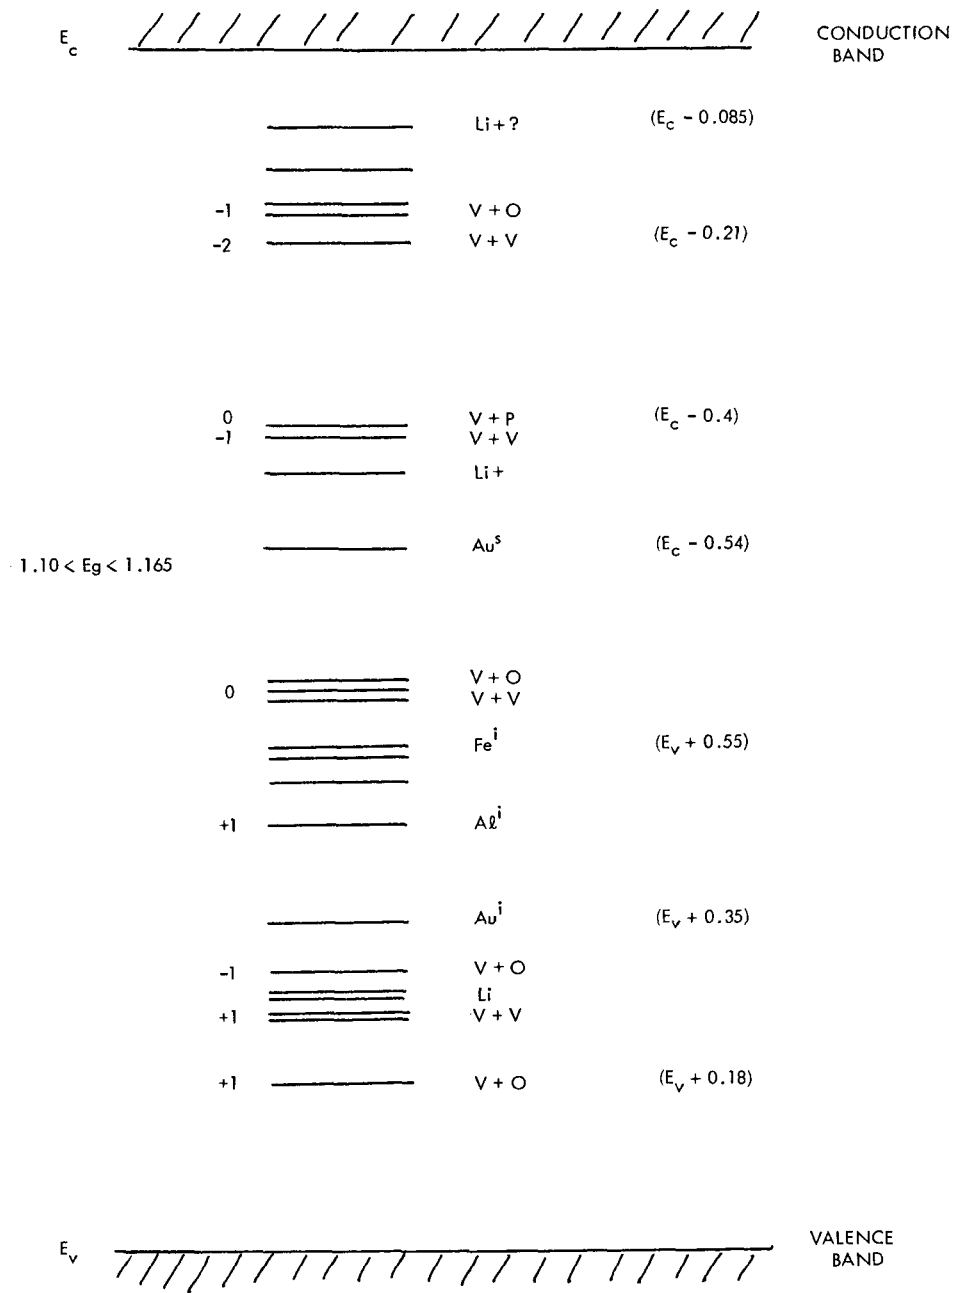 E_c CONDUCTION
BAND
Li + ? (E_c - 0.085)
-1 V + O
-2 V + V (E_c - 0.21)
0 V + P (E_c - 0.4)
-1 V + V
Li +
Au^s (E_c - 0.54)
1.10 < Eg < 1.165
V + O
0 V + V
Fe^i (E_v + 0.55)
+1 Aℓ^i
Au^i (E_v + 0.35)
-1 V + O
Li
+1 V + V
+1 V + O (E_v + 0.18)
E_v VALENCE
BAND